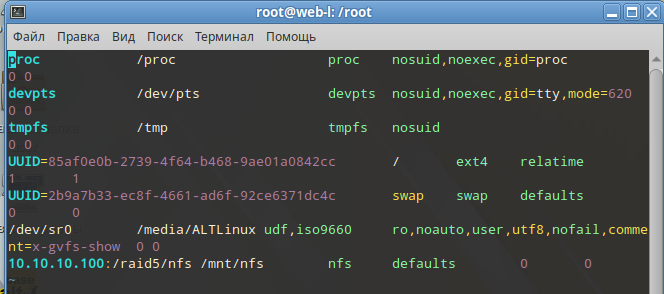 root@web-l: /root
Файл Правка Вид Поиск Терминал Помощь
proc /proc proc nosuid,noexec,gid=proc
0 0
devpts /dev/pts devpts nosuid,noexec,gid=tty,mode=620
0 0
tmpfs /tmp tmpfs nosuid
0 0
UUID=85af0e0b-2739-4f64-b468-9ae01a0842cc / ext4 relatime
1 1
UUID=2b9a7b33-ec8f-4661-ad6f-92ce6371dc4c swap swap defaults
0 0
/dev/sr0 /media/ALTLinux udf,iso9660 ro,noauto,user,utf8,nofail,comme
nt=x-gvfs-show 0 0
10.10.10.100:/raid5/nfs /mnt/nfs nfs defaults 0 0
~